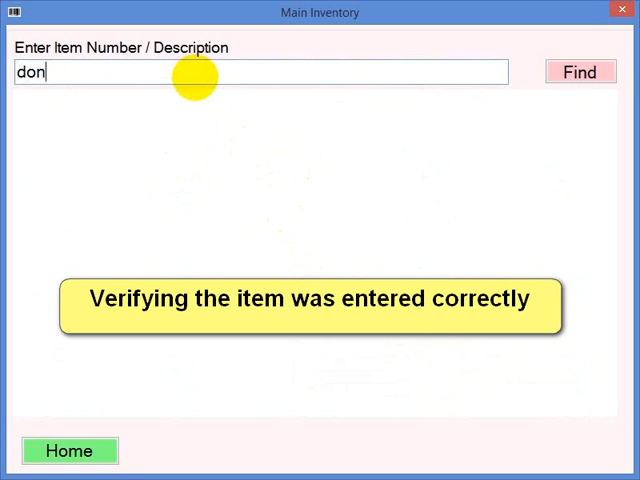 Main Inventory
Enter Item Number / Description
don
Find
Verifying the item was entered correctly
Home